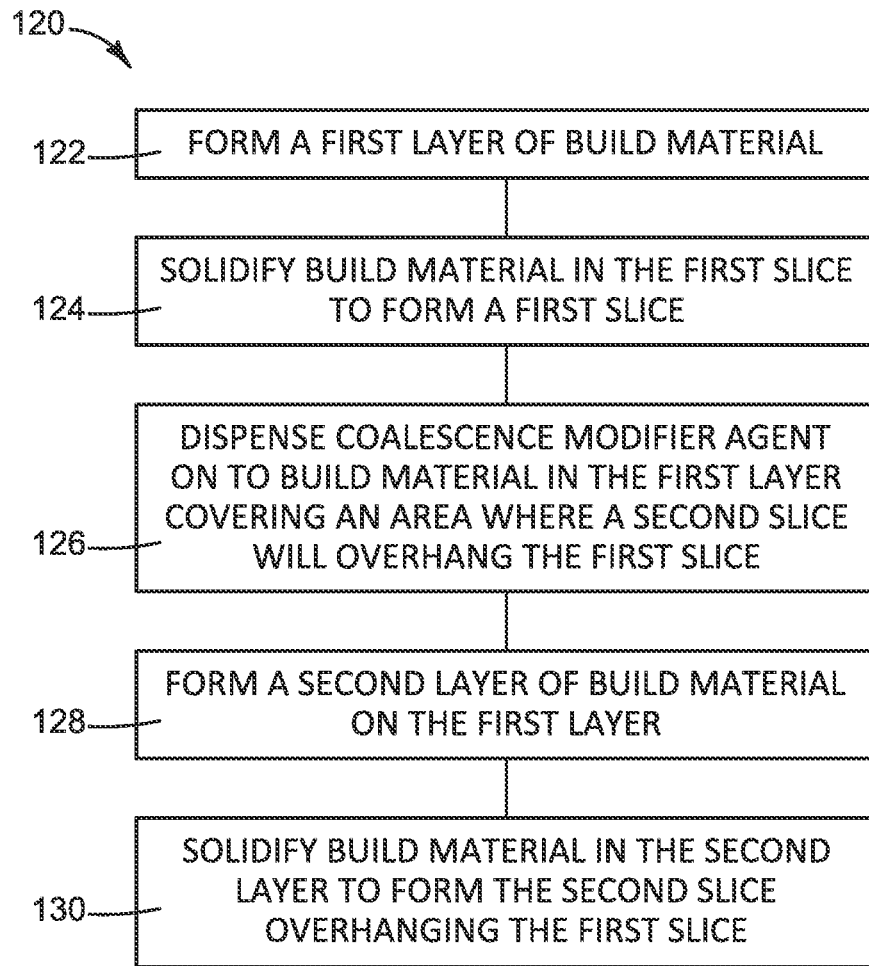 120
122
FORM A FIRST LAYER OF BUILD MATERIAL
124
SOLIDIFY BUILD MATERIAL IN THE FIRST SLICE
TO FORM A FIRST SLICE
126
DISPENSE COALESCENCE MODIFIER AGENT
ON TO BUILD MATERIAL IN THE FIRST LAYER
COVERING AN AREA WHERE A SECOND SLICE
WILL OVERHANG THE FIRST SLICE
128
FORM A SECOND LAYER OF BUILD MATERIAL
ON THE FIRST LAYER
130
SOLIDIFY BUILD MATERIAL IN THE SECOND
LAYER TO FORM THE SECOND SLICE
OVERHANGING THE FIRST SLICE